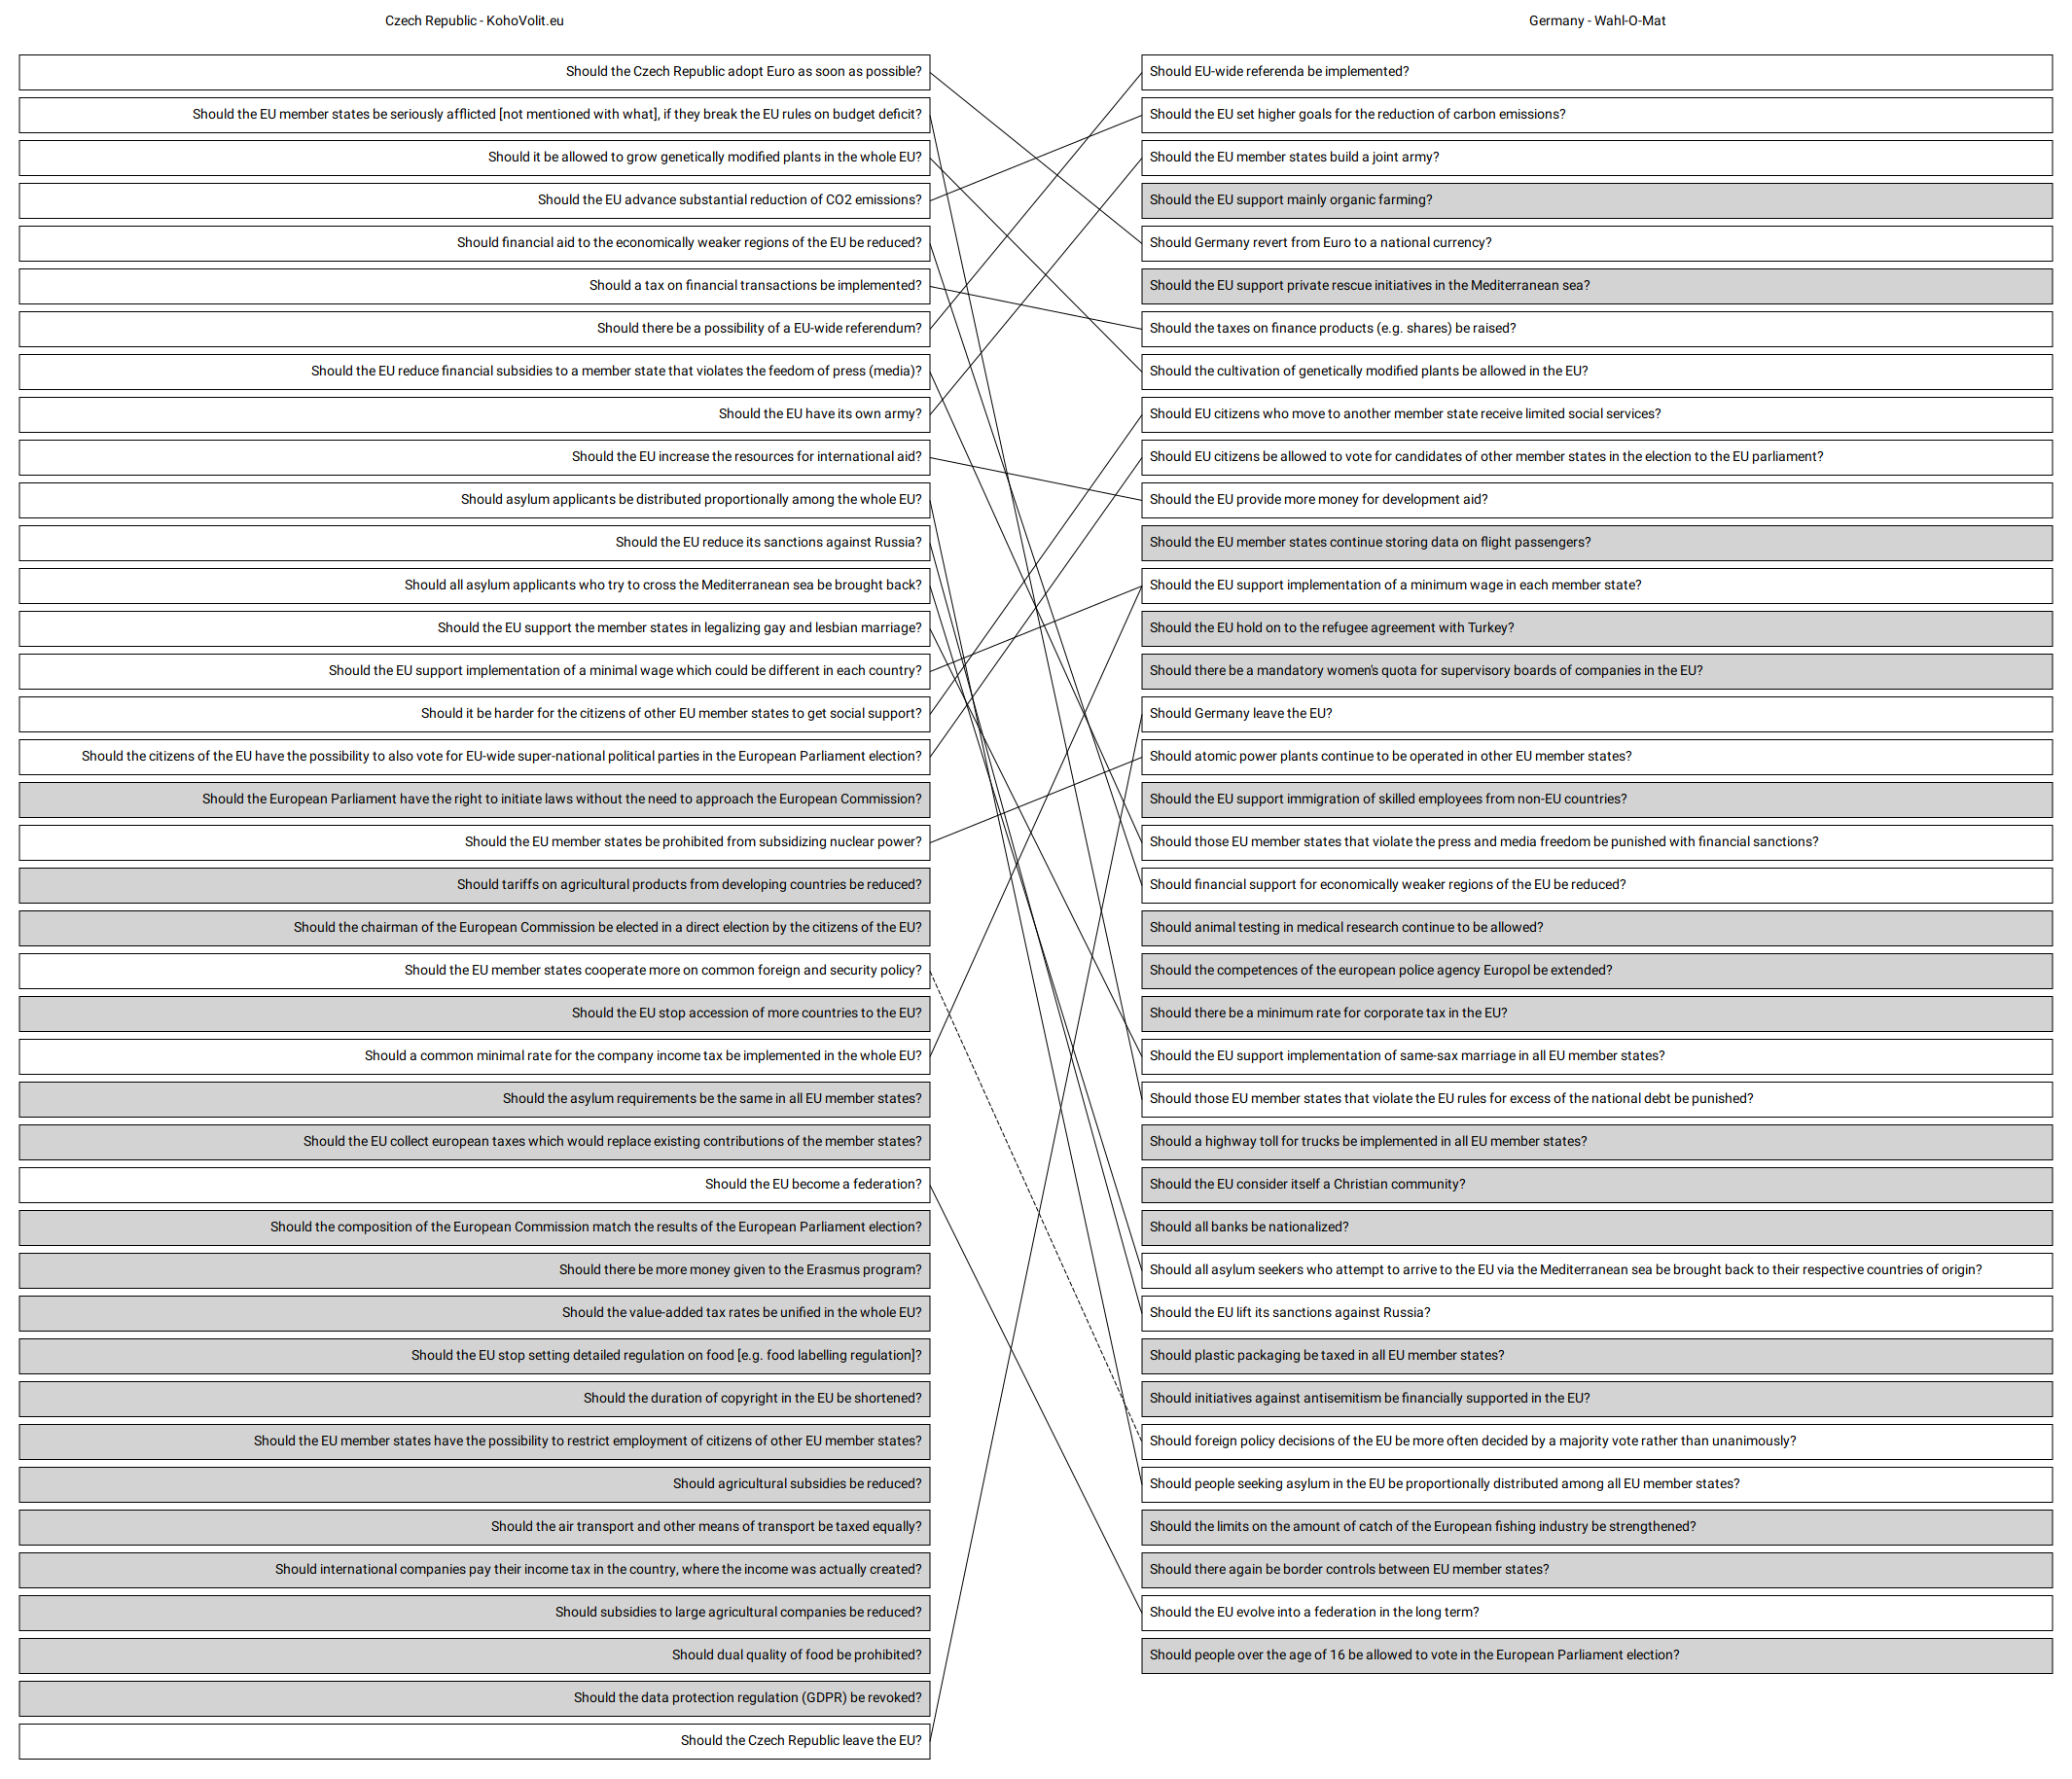 Czech Republic - KohoVolit.eu
Should the Czech Republic adopt Euro as soon as possible?
Should the EU member states be seriously afflicted [not mentioned with what], if they break the EU rules on budget deficit?
Should it be allowed to grow genetically modified plants in the whole EU?
Should the EU advance substantial reduction of CO2 emissions?
Should financial aid to the economically weaker regions of the EU be reduced?
Should a tax on financial transactions be implemented?
Should there be a possibility of a EU-wide referendum?
Should the EU reduce financial subsidies to a member state that violates the feedom of press (media)?
Should the EU have its own army?
Should the EU increase the resources for international aid?
Should asylum applicants be distributed proportionally among the whole EU?
Should the EU reduce its sanctions against Russia?
Should all asylum applicants who try to cross the Mediterranean sea be brought back?
Should the EU support the member states in legalizing gay and lesbian marriage?
Should the EU support implementation of a minimal wage which could be different in each country?
Should it be harder for the citizens of other EU member states to get social support?
Should the citizens of the EU have the possibility to also vote for EU-wide super-national political parties in the European Parliament election?
Should the European Parliament have the right to initiate laws without the need to approach the European Commission?
Should the EU member states be prohibited from subsidizing nuclear power?
Should tariffs on agricultural products from developing countries be reduced?
Should the chairman of the European Commission be elected in a direct election by the citizens of the EU?
Should the EU member states cooperate more on common foreign and security policy?
Should the EU stop accession of more countries to the EU?
Should a common minimal rate for the company income tax be implemented in the whole EU?
Should the asylum requirements be the same in all EU member states?
Should the EU collect european taxes which would replace existing contributions of the member states?
Should the EU become a federation?
Should the composition of the European Commission match the results of the European Parliament election?
Should there be more money given to the Erasmus program?
Should the value-added tax rates be unified in the whole EU?
Should the EU stop setting detailed regulation on food [e.g. food labelling regulation]?
Should the duration of copyright in the EU be shortened?
Should the EU member states have the possibility to restrict employment of citizens of other EU member states?
Should agricultural subsidies be reduced?
Should the air transport and other means of transport be taxed equally?
Should international companies pay their income tax in the country, where the income was actually created?
Should subsidies to large agricultural companies be reduced?
Should dual quality of food be prohibited?
Should the data protection regulation (GDPR) be revoked?
Should the Czech Republic leave the EU?
Germany - Wahl-O-Mat
Should EU-wide referenda be implemented?
Should the EU set higher goals for the reduction of carbon emissions?
Should the EU member states build a joint army?
Should the EU support mainly organic farming?
Should Germany revert from Euro to a national currency?
Should the EU support private rescue initiatives in the Mediterranean sea?
Should the taxes on finance products (e.g. shares) be raised?
Should the cultivation of genetically modified plants be allowed in the EU?
Should EU citizens who move to another member state receive limited social services?
Should EU citizens be allowed to vote for candidates of other member states in the election to the EU parliament?
Should the EU provide more money for development aid?
Should the EU member states continue storing data on flight passengers?
Should the EU support implementation of a minimum wage in each member state?
Should the EU hold on to the refugee agreement with Turkey?
Should there be a mandatory women's quota for supervisory boards of companies in the EU?
Should Germany leave the EU?
Should atomic power plants continue to be operated in other EU member states?
Should the EU support immigration of skilled employees from non-EU countries?
Should those EU member states that violate the press and media freedom be punished with financial sanctions?
Should financial support for economically weaker regions of the EU be reduced?
Should animal testing in medical research continue to be allowed?
Should the competences of the european police agency Europol be extended?
Should there be a minimum rate for corporate tax in the EU?
Should the EU support implementation of same-sax marriage in all EU member states?
Should those EU member states that violate the EU rules for excess of the national debt be punished?
Should a highway toll for trucks be implemented in all EU member states?
Should the EU consider itself a Christian community?
Should all banks be nationalized?
Should all asylum seekers who attempt to arrive to the EU via the Mediterranean sea be brought back to their respective countries of origin?
Should the EU lift its sanctions against Russia?
Should plastic packaging be taxed in all EU member states?
Should initiatives against antisemitism be financially supported in the EU?
Should foreign policy decisions of the EU be more often decided by a majority vote rather than unanimously?
Should people seeking asylum in the EU be proportionally distributed among all EU member states?
Should the limits on the amount of catch of the European fishing industry be strengthened?
Should there again be border controls between EU member states?
Should the EU evolve into a federation in the long term?
Should people over the age of 16 be allowed to vote in the European Parliament election?